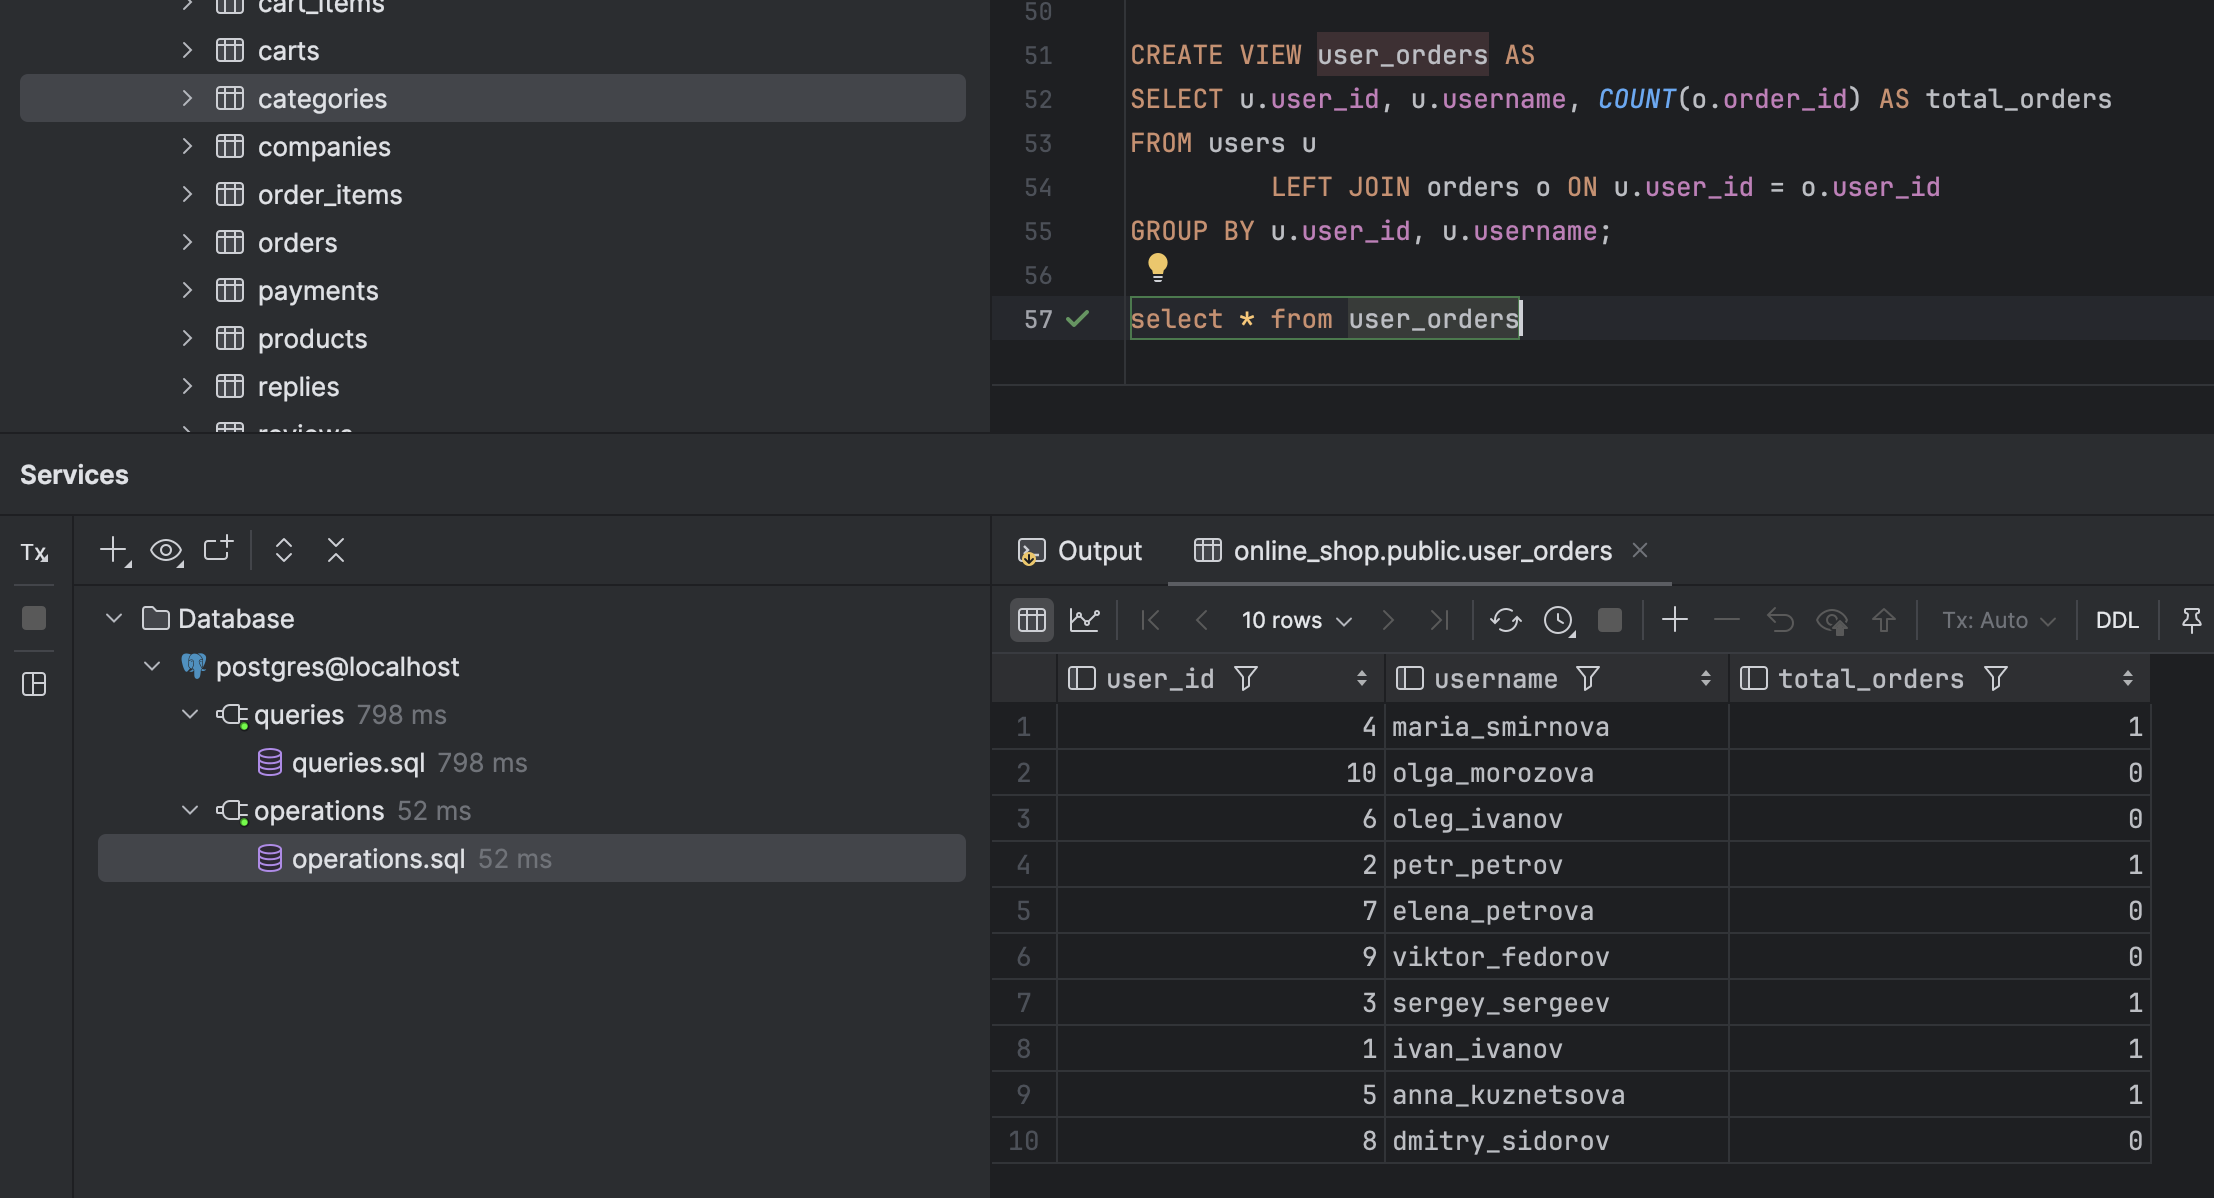 cart_items
carts
categories
companies
order_items
orders
payments
products
replies
reviews
50
51 CREATE VIEW user_orders AS
52 SELECT u.user_id, u.username, COUNT(o.order_id) AS total_orders
53 FROM users u
54 LEFT JOIN orders o ON u.user_id = o.user_id
55 GROUP BY u.user_id, u.username;
56
57 select * from user_orders
Services
Tx
Database
postgres@localhost
queries 798 ms
queries.sql 798 ms
operations 52 ms
operations.sql 52 ms
Output online_shop.public.user_orders
10 rows Tx: Auto DDL
user_id username total_orders
1 4 maria_smirnova 1
2 10 olga_morozova 0
3 6 oleg_ivanov 0
4 2 petr_petrov 1
5 7 elena_petrova 0
6 9 viktor_fedorov 0
7 3 sergey_sergeev 1
8 1 ivan_ivanov 1
9 5 anna_kuznetsova 1
10 8 dmitry_sidorov 0